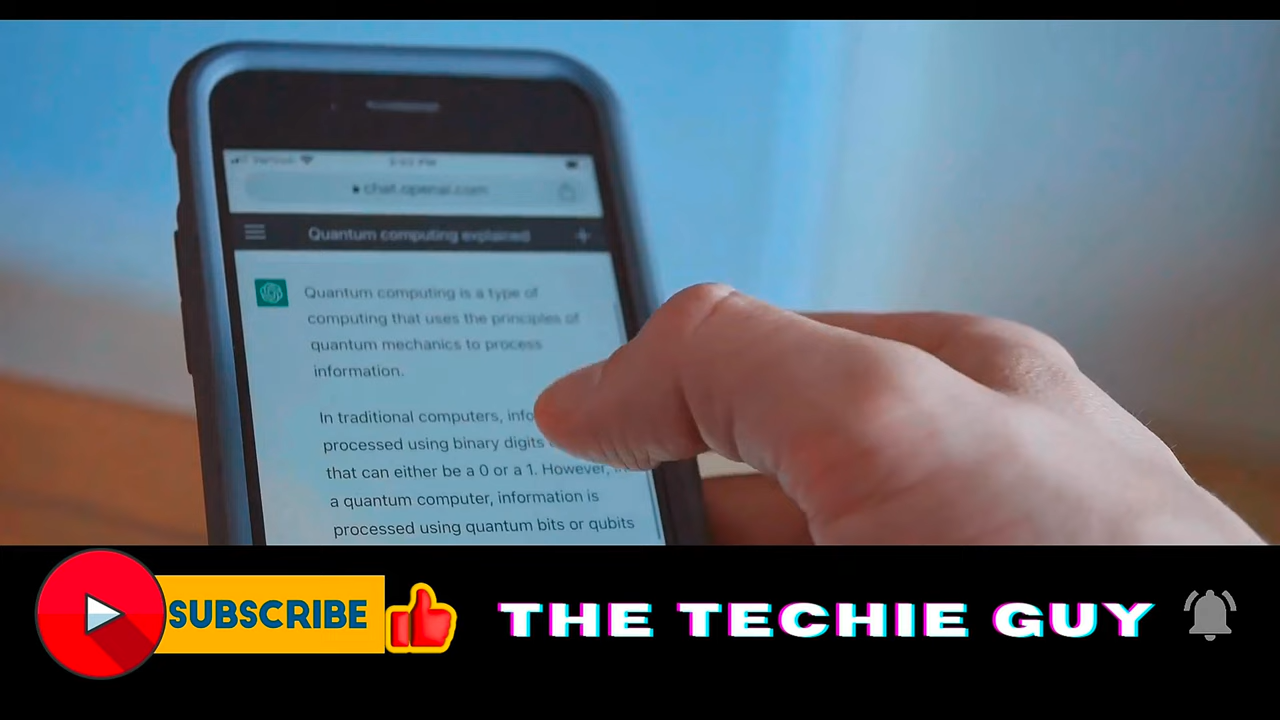 chat.openai.com
Quantum computing explained
Quantum computing is a type of
computing that uses the principles of
quantum mechanics to process
information.
In traditional computers, info
processed using binary digits
that can either be a 0 or a 1. However,
a quantum computer, information is
processed using quantum bits or qubits
SUBSCRIBE
THE TECHIE GUY